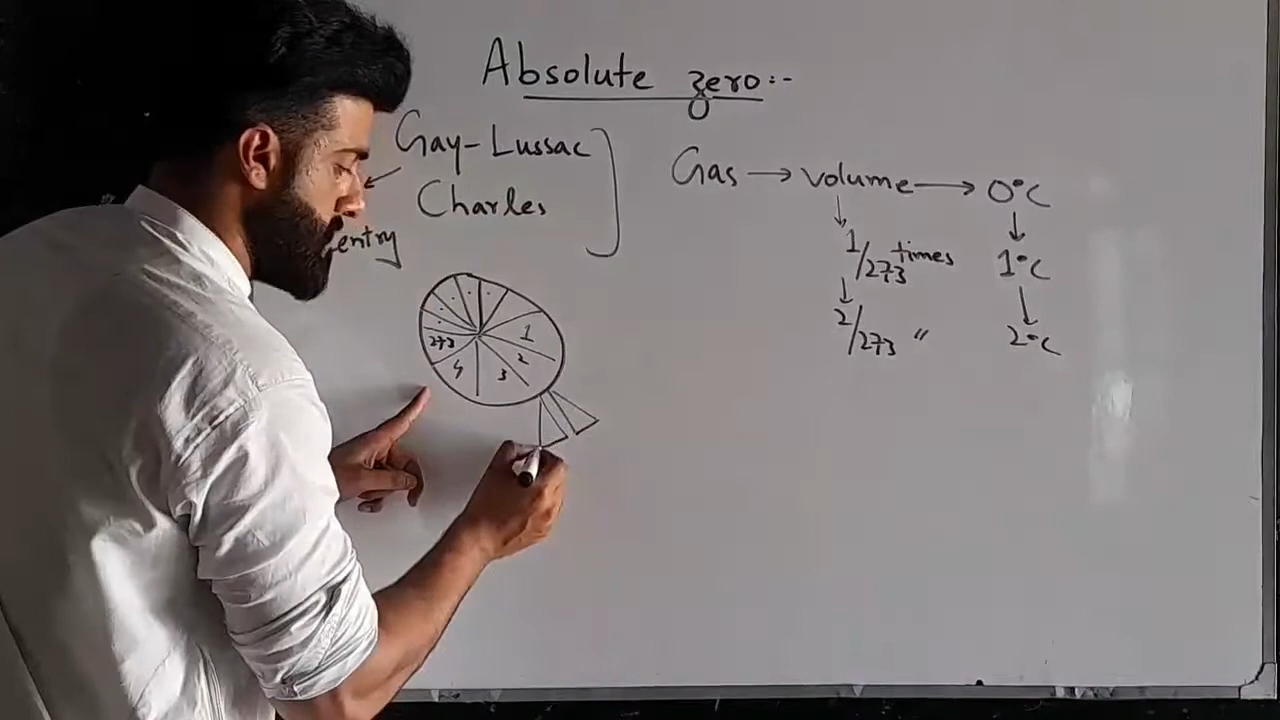 Absolute zero:-
Gay-Lussac
Charles
entry
Gas → volume → 0°C
1/273 times 1°C
2/273 " 2°C
1
2
3
4
273